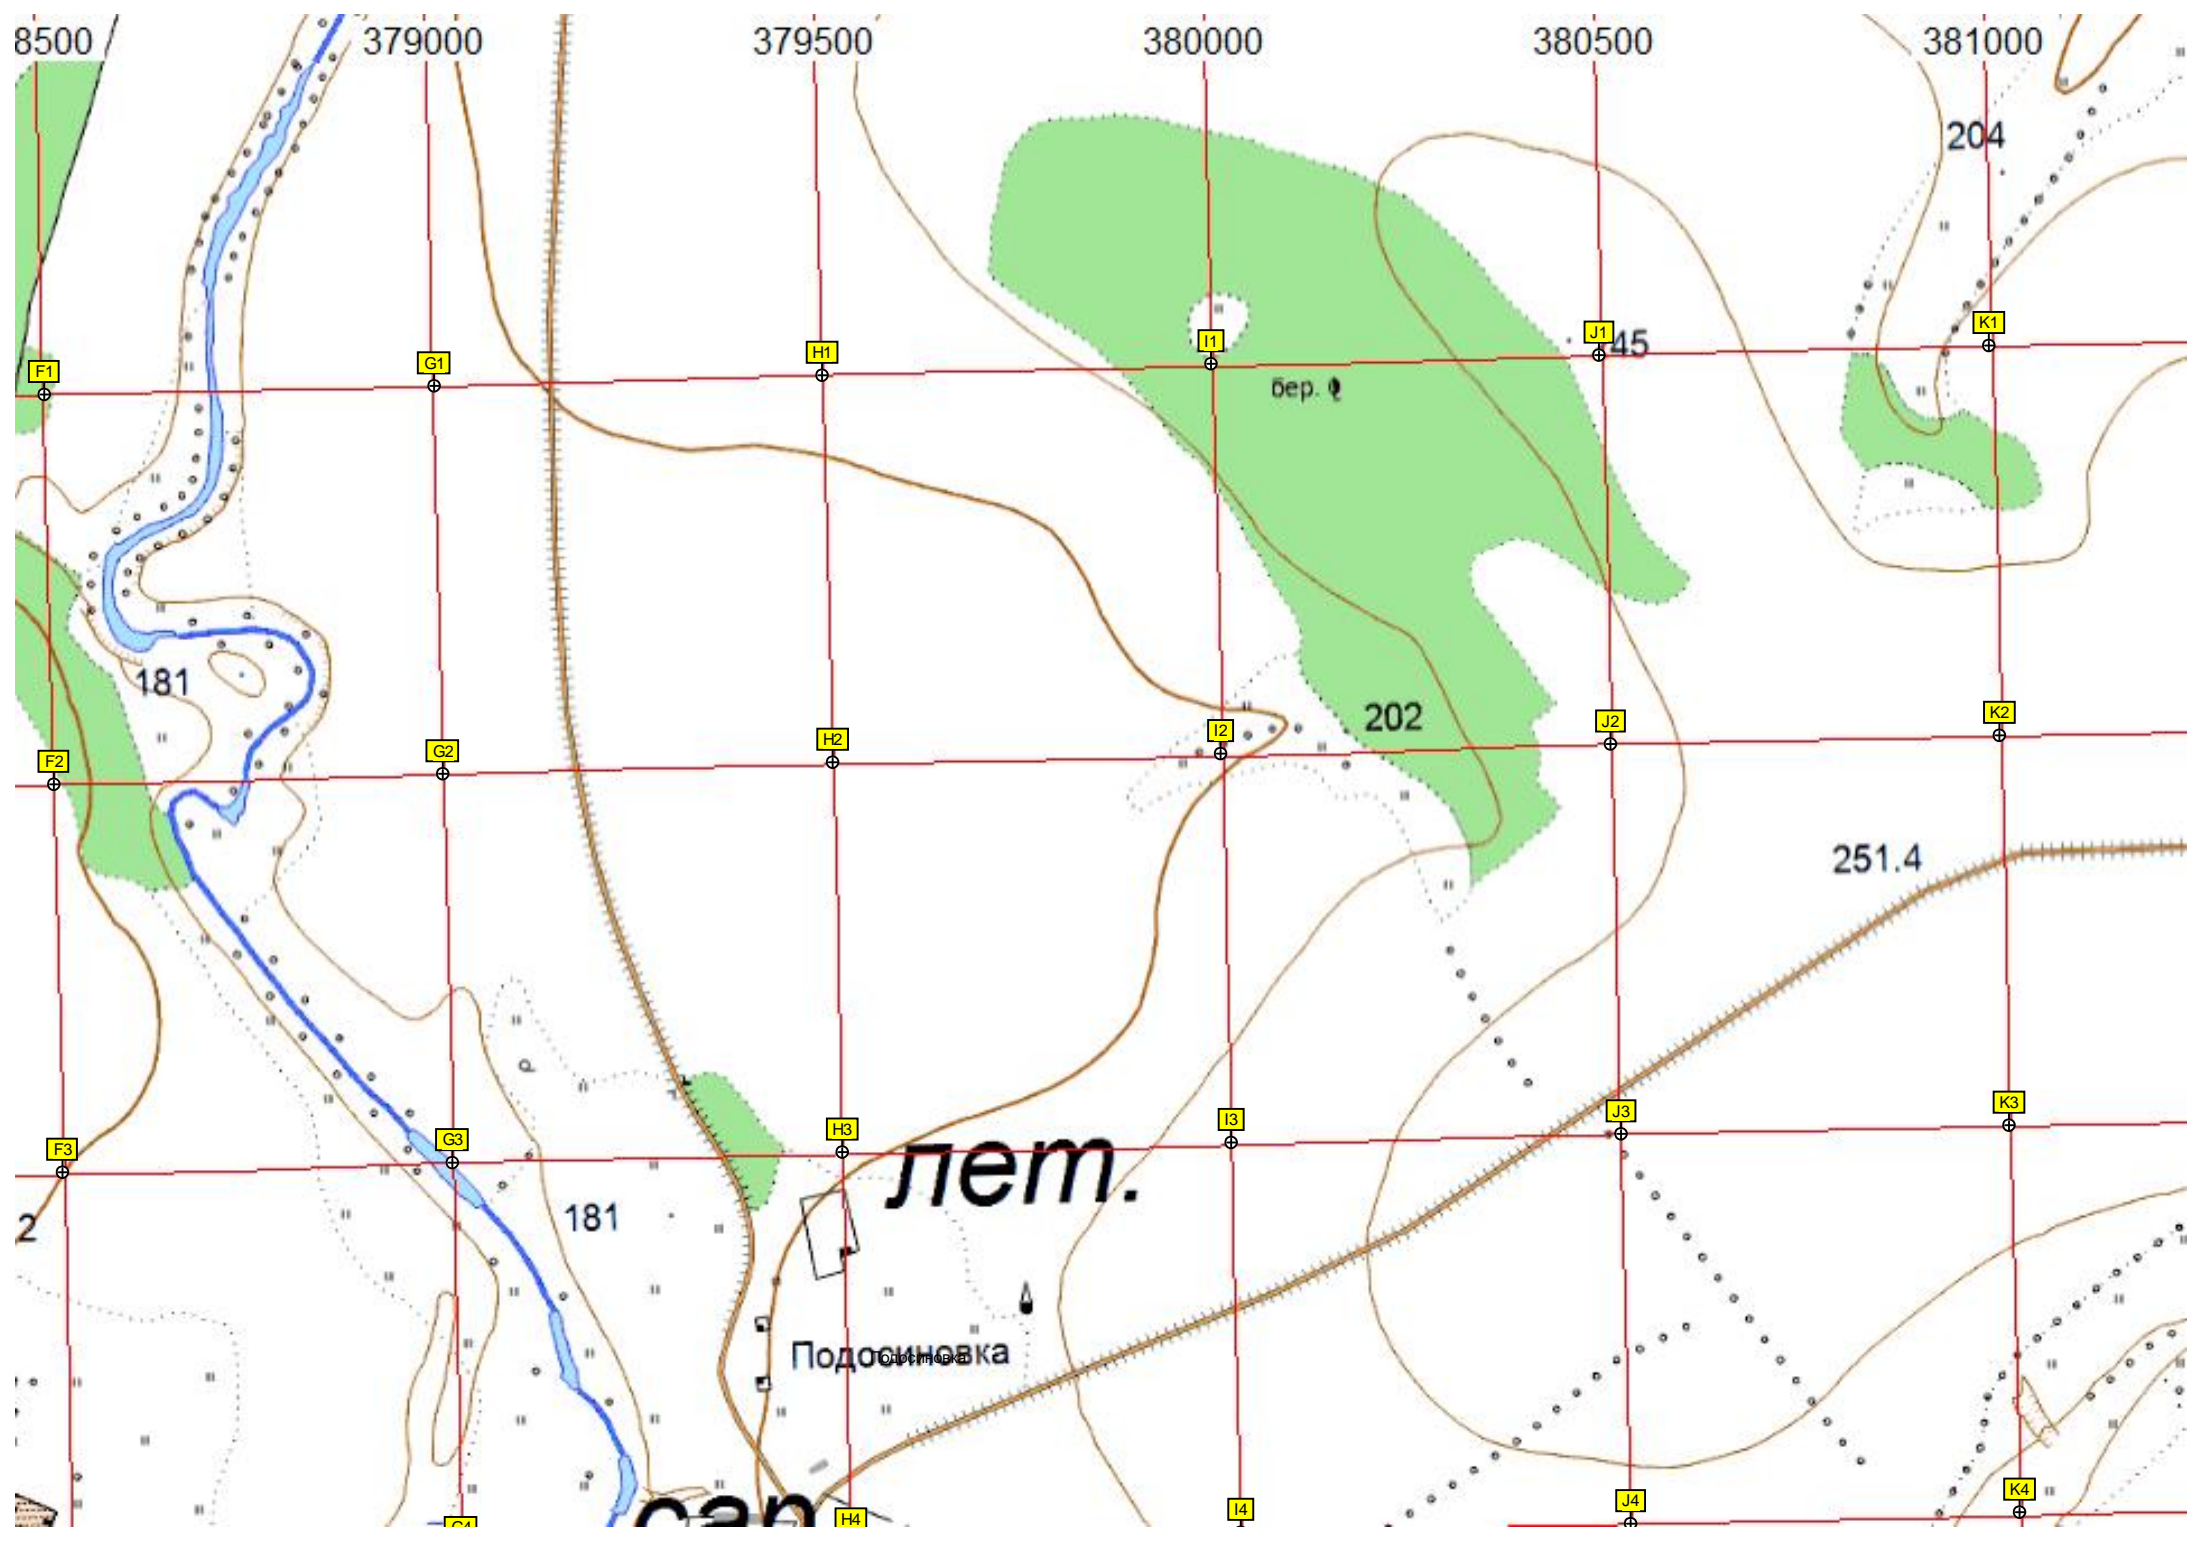 8500 379000 379500 380000 380500 381000
204
I1 J1 45 K1
F1 G1 H1
бер.
181
202
I2 J2 K2
F2 G2 H2
251.4
I3 J3 K3
F3 G3 H3
лет.
2
181
Подосиновка
Подосиновка
сар
G4 H4 I4 J4 K4